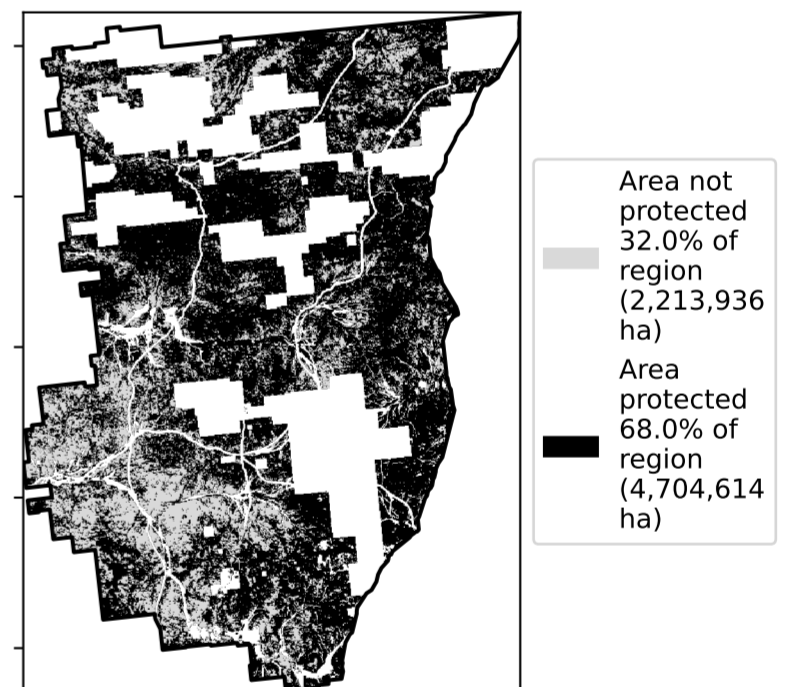 Area not
protected
32.0% of
region
(2,213,936
ha)
Area
protected
68.0% of
region
(4,704,614
ha)